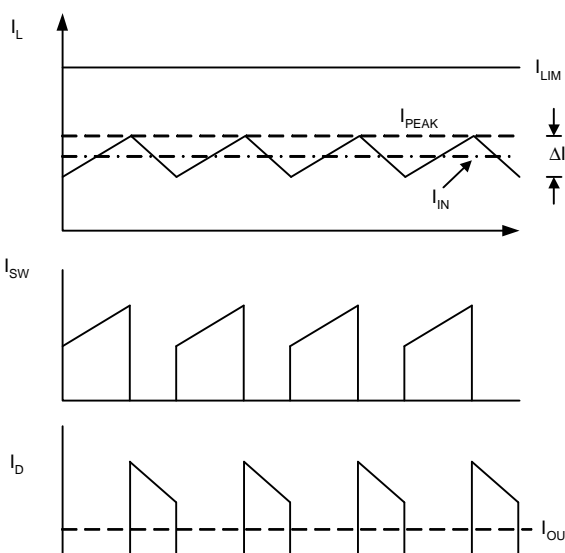 I_L
I_LIM
I_PEAK
ΔI
I_IN
I_SW
I_D
I_OU